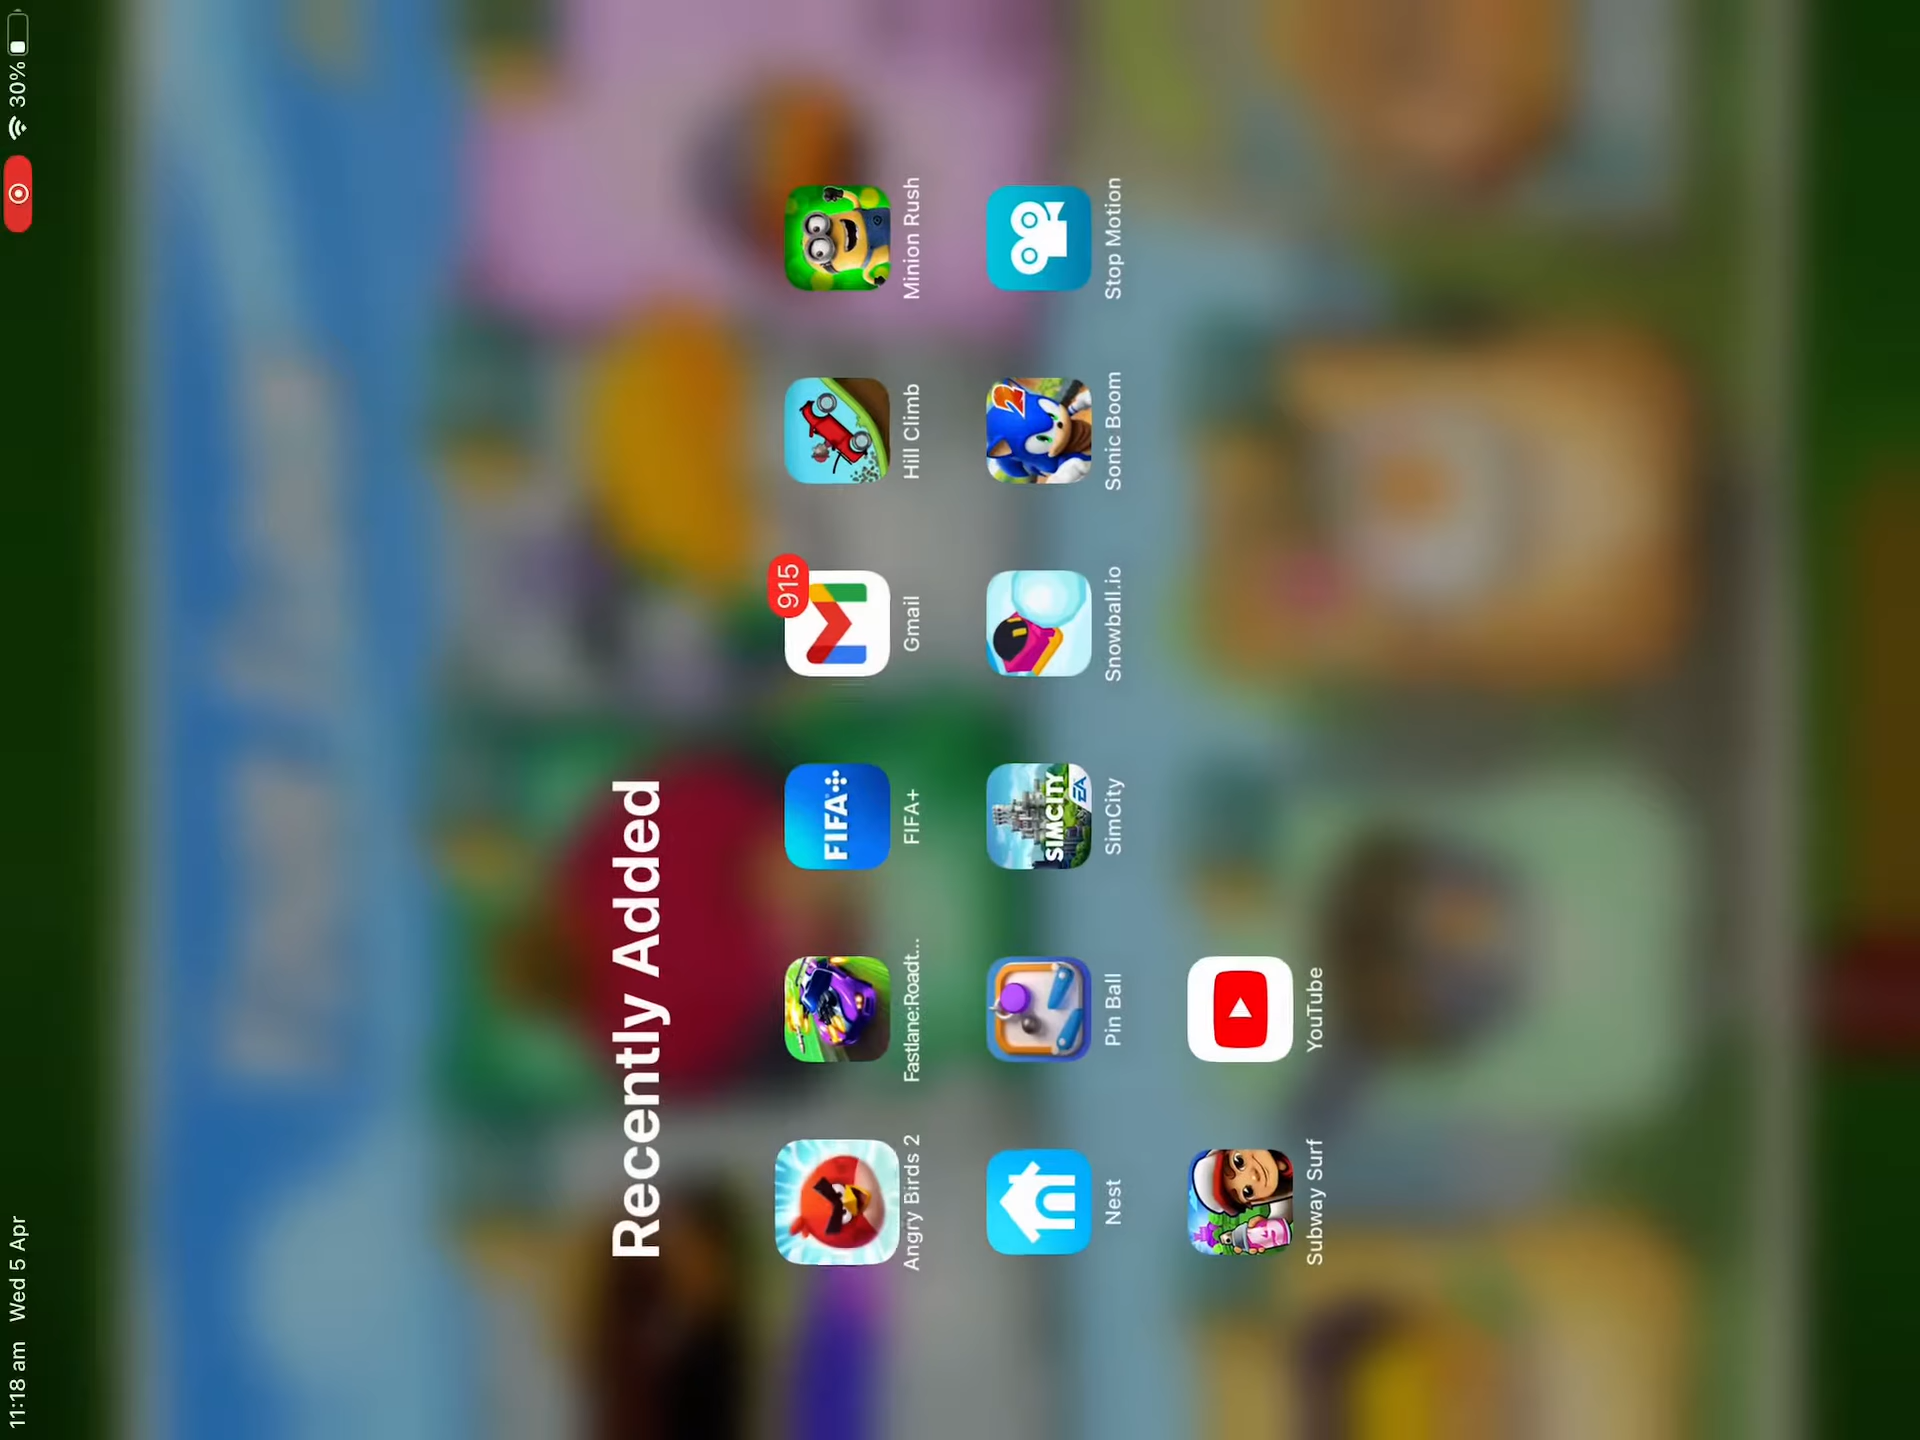 11:18 am Wed 5 Apr
30%
Recently Added
915
FIFA+
Angry Birds 2 Fastlane:Roadt... FIFA+ Gmail Hill Climb Minion Rush
2
SIMCITY
EA
Nest Pin Ball SimCity Snowball.io Sonic Boom Stop Motion
Subway Surf YouTube